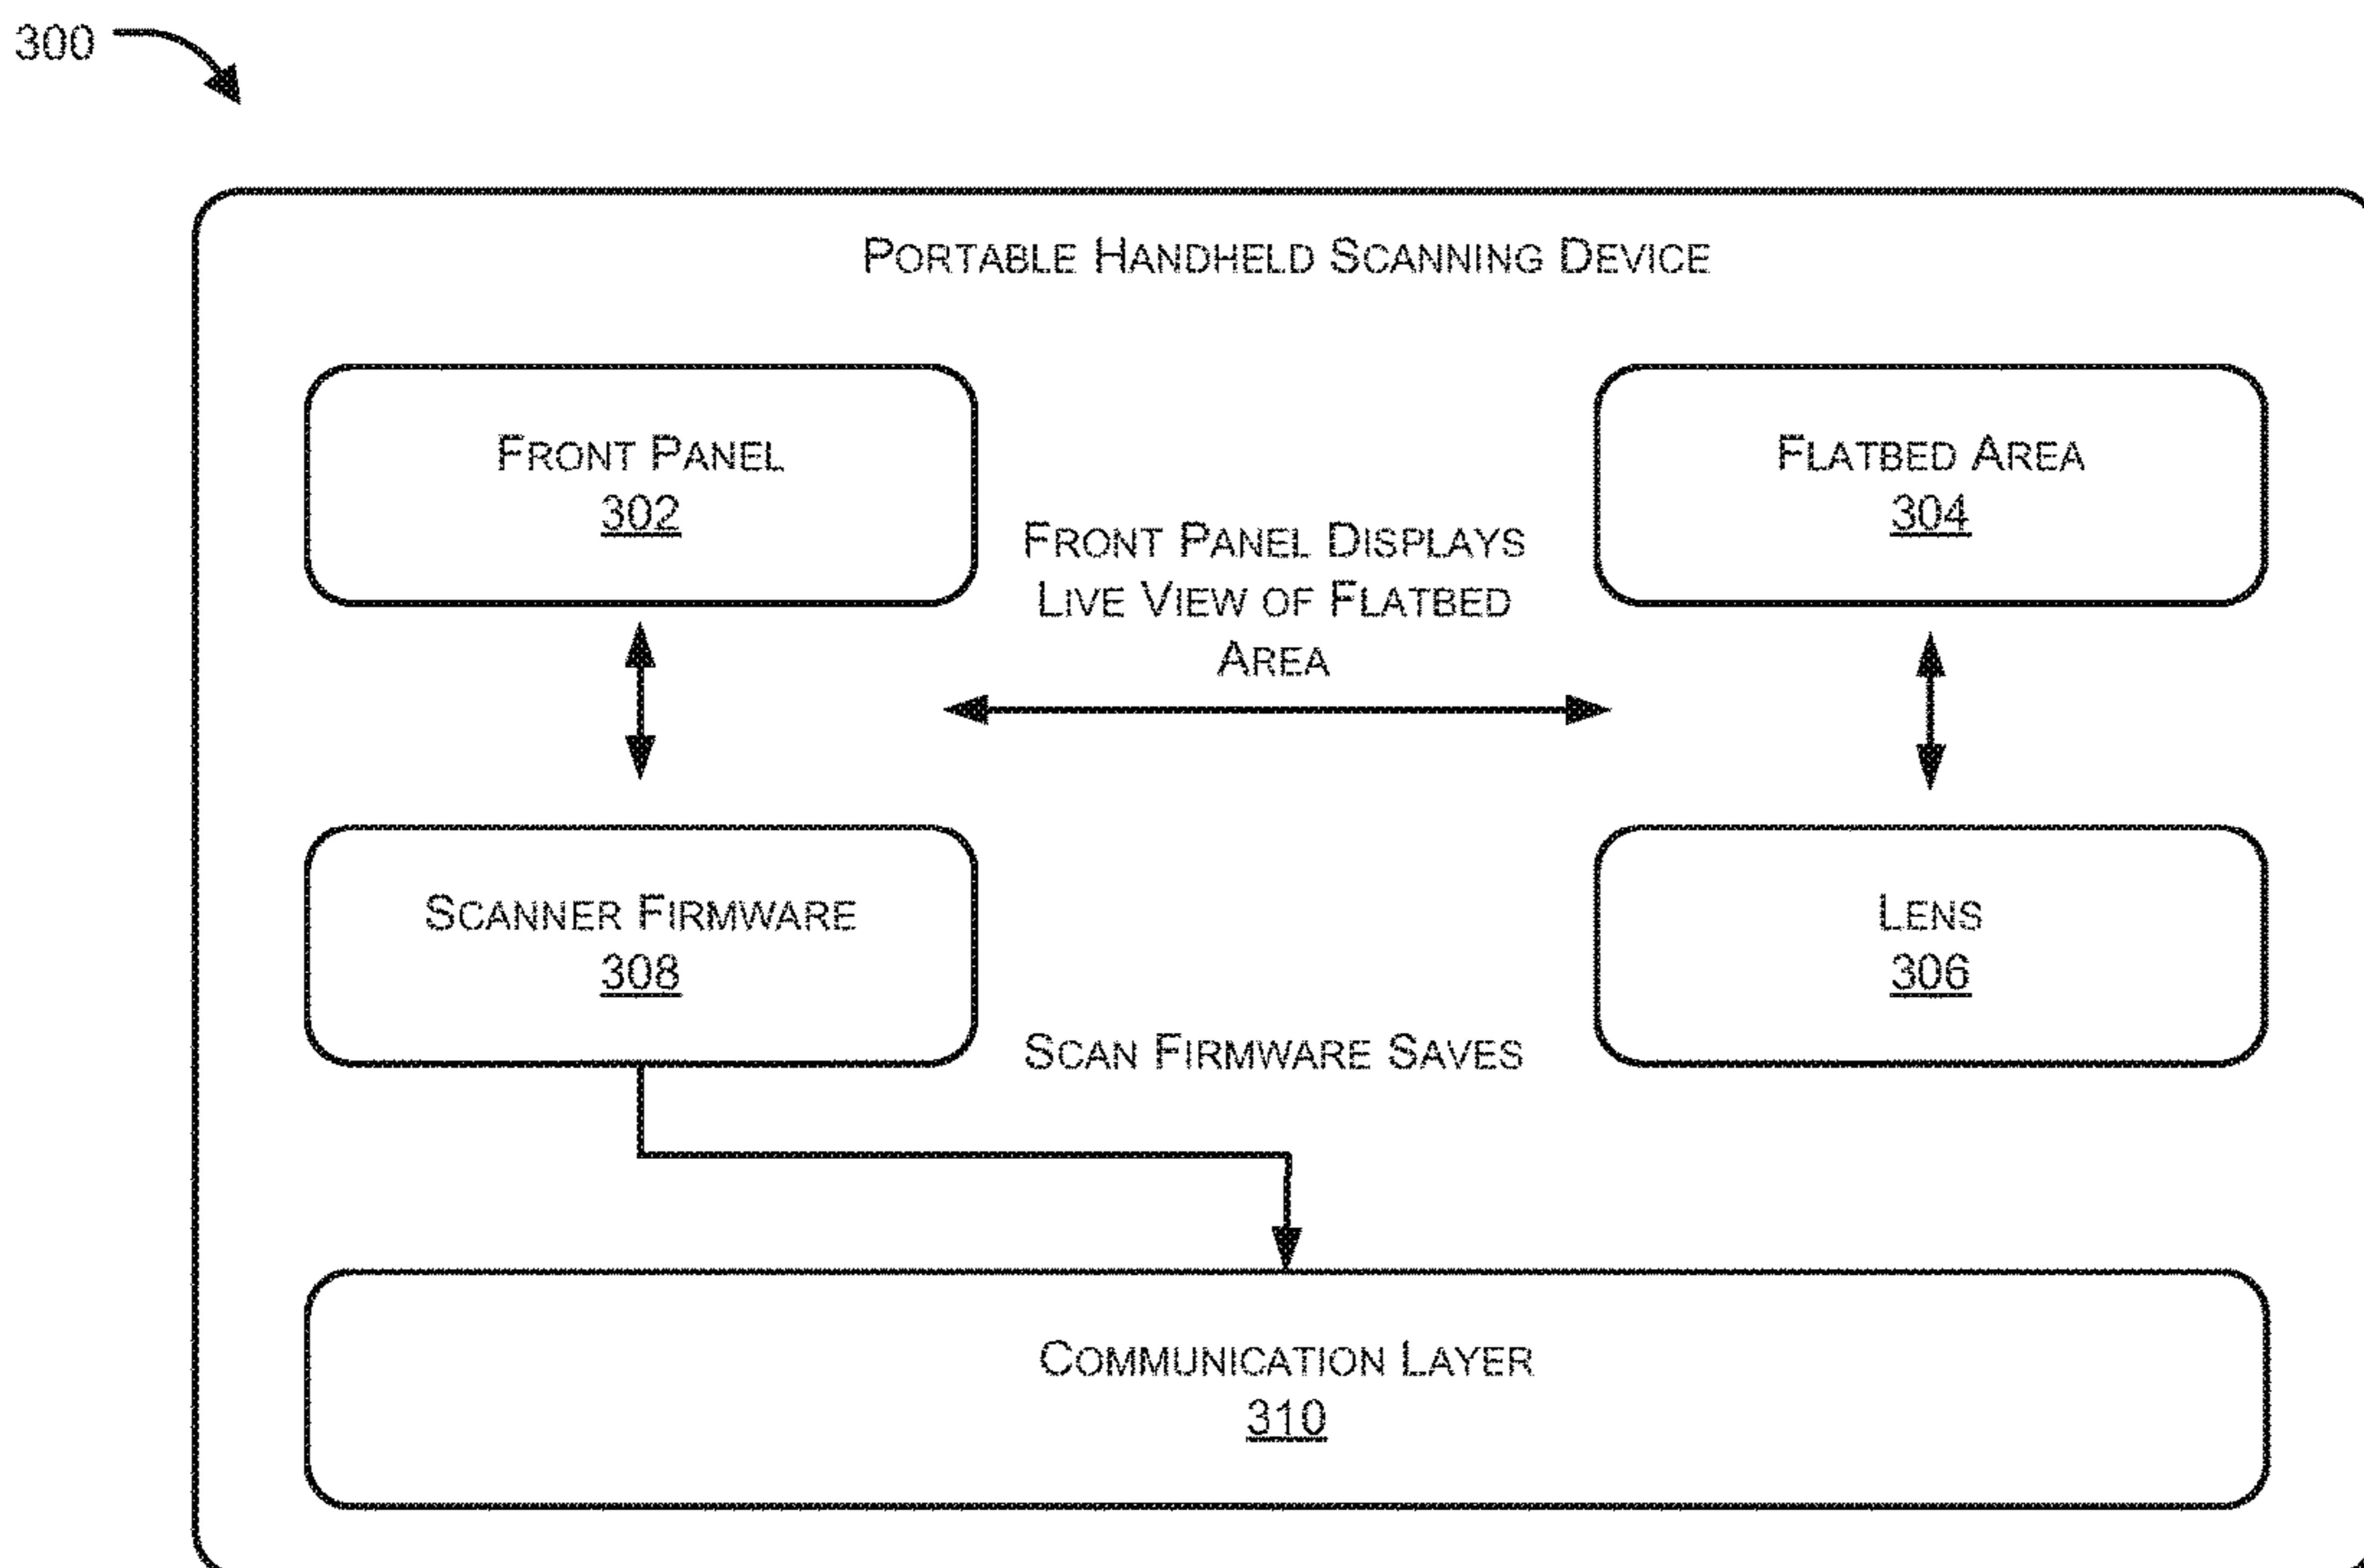 300
PORTABLE HANDHELD SCANNING DEVICE
FRONT PANEL
302
FLATBED AREA
304
FRONT PANEL DISPLAYS
LIVE VIEW OF FLATBED
AREA
SCANNER FIRMWARE
308
LENS
306
SCAN FIRMWARE SAVES
COMMUNICATION LAYER
310